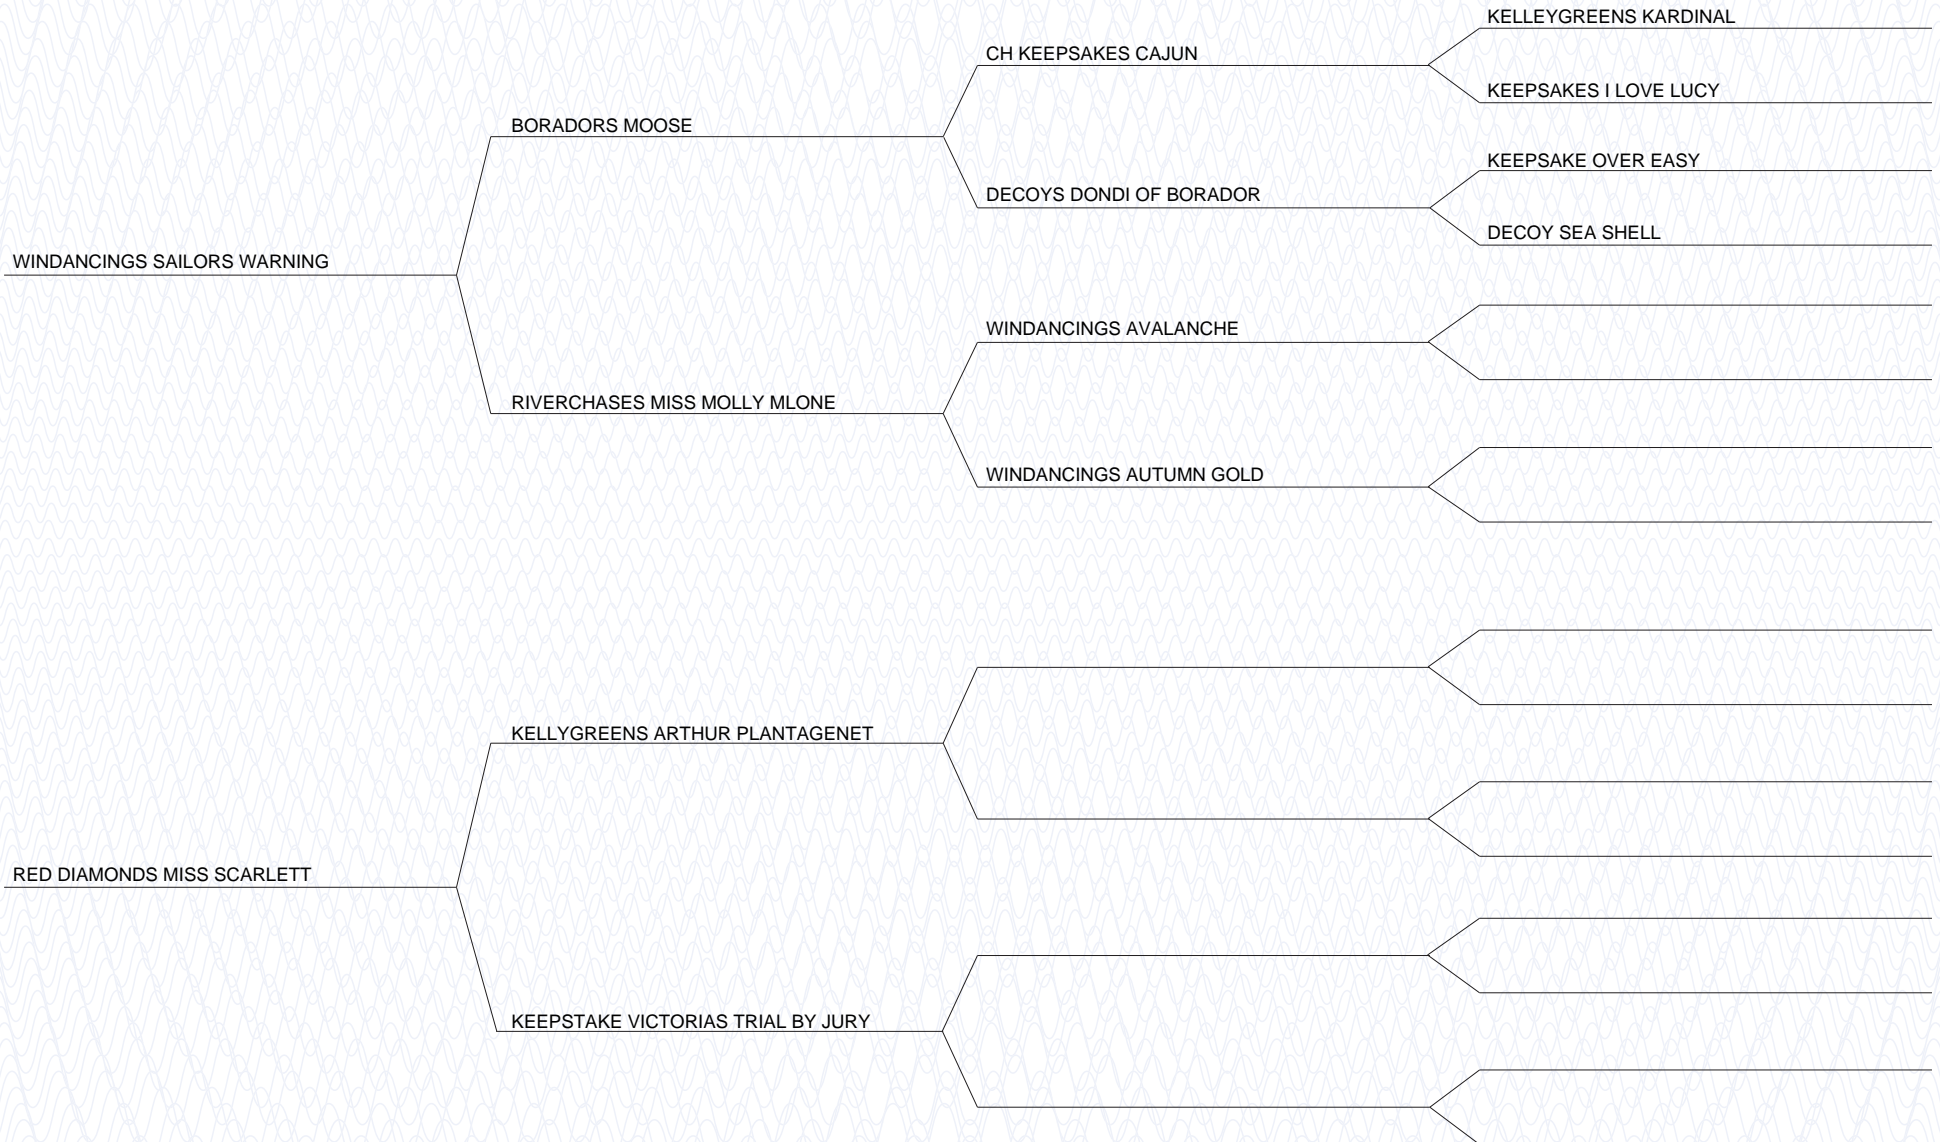 KELLEYGREENS KARDINAL
CH KEEPSAKES CAJUN
KEEPSAKES I LOVE LUCY
BORADORS MOOSE
KEEPSAKE OVER EASY
DECOYS DONDI OF BORADOR
DECOY SEA SHELL
WINDANCINGS SAILORS WARNING
WINDANCINGS AVALANCHE
RIVERCHASES MISS MOLLY MLONE
WINDANCINGS AUTUMN GOLD
KELLYGREENS ARTHUR PLANTAGENET
RED DIAMONDS MISS SCARLETT
KEEPSTAKE VICTORIAS TRIAL BY JURY